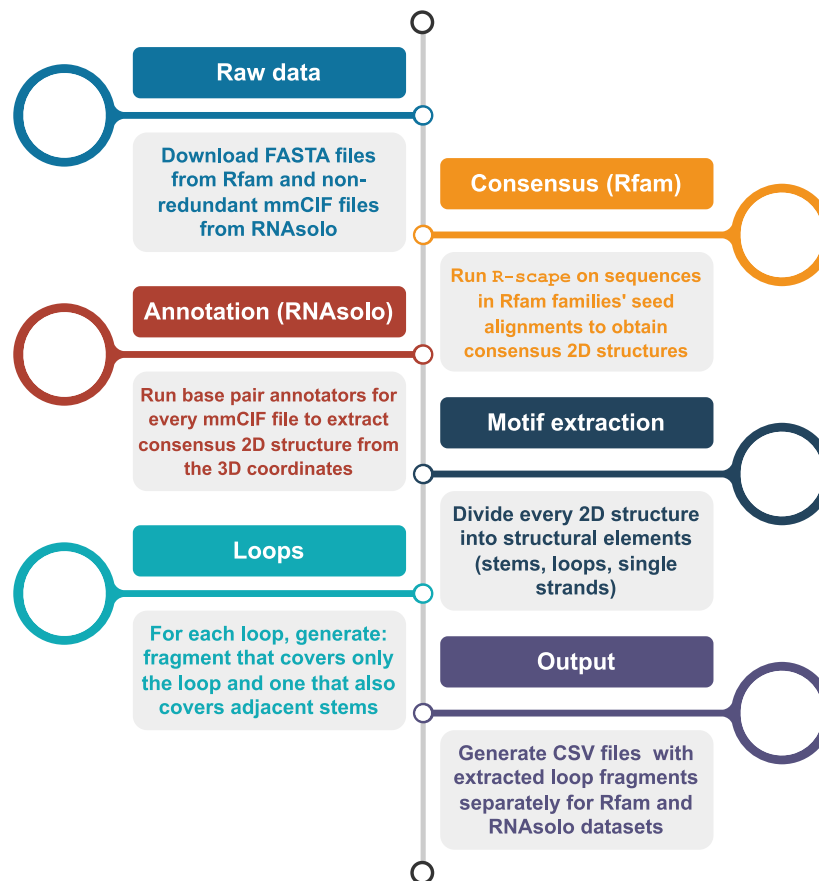 Raw data
Download FASTA files
from Rfam and non-
redundant mmCIF files
from RNAsolo
Consensus (Rfam)
Run R-scape on sequences
in Rfam families' seed
alignments to obtain
consensus 2D structures
Annotation (RNAsolo)
Run base pair annotators for
every mmCIF file to extract
consensus 2D structure from
the 3D coordinates
Motif extraction
Divide every 2D structure
into structural elements
(stems, loops, single
strands)
Loops
For each loop, generate:
fragment that covers only
the loop and one that also
covers adjacent stems
Output
Generate CSV files with
extracted loop fragments
separately for Rfam and
RNAsolo datasets